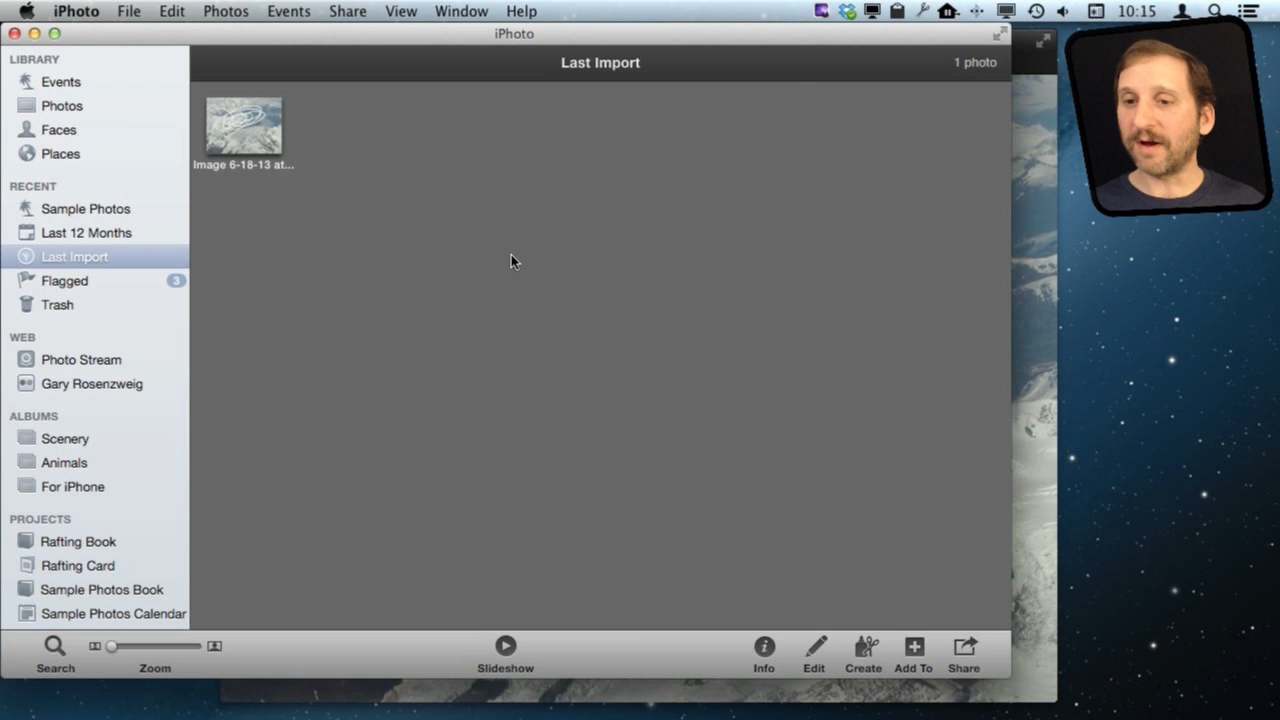 iPhoto File Edit Photos Events Share View Window Help 10:15
iPhoto
LIBRARY
Events
Photos
Faces
Places
RECENT
Sample Photos
Last 12 Months
Last Import
Flagged 3
Trash
WEB
Photo Stream
Gary Rosenzweig
ALBUMS
Scenery
Animals
For iPhone
PROJECTS
Rafting Book
Rafting Card
Sample Photos Book
Sample Photos Calendar
Last Import 1 photo
Image 6-18-13 at...
Search Zoom Slideshow Info Edit Create Add To Share